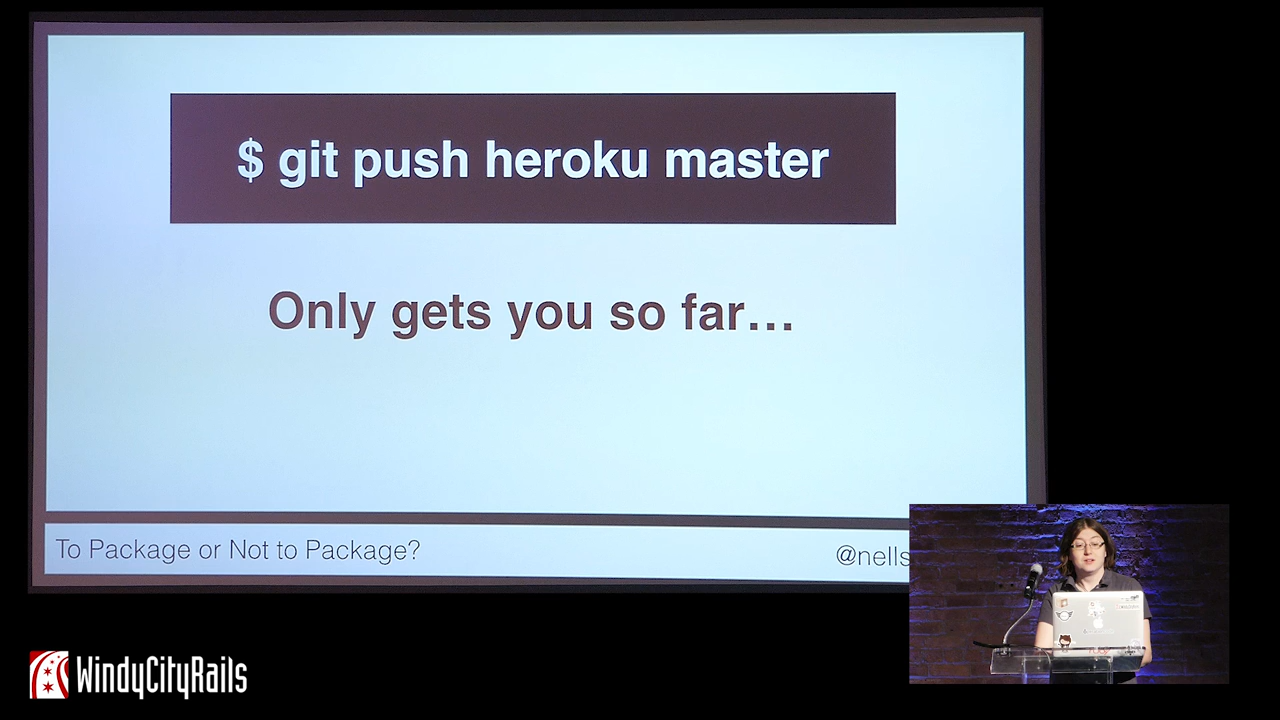 $ git push heroku master
Only gets you so far…
To Package or Not to Package?
@nells
WindyCityRails